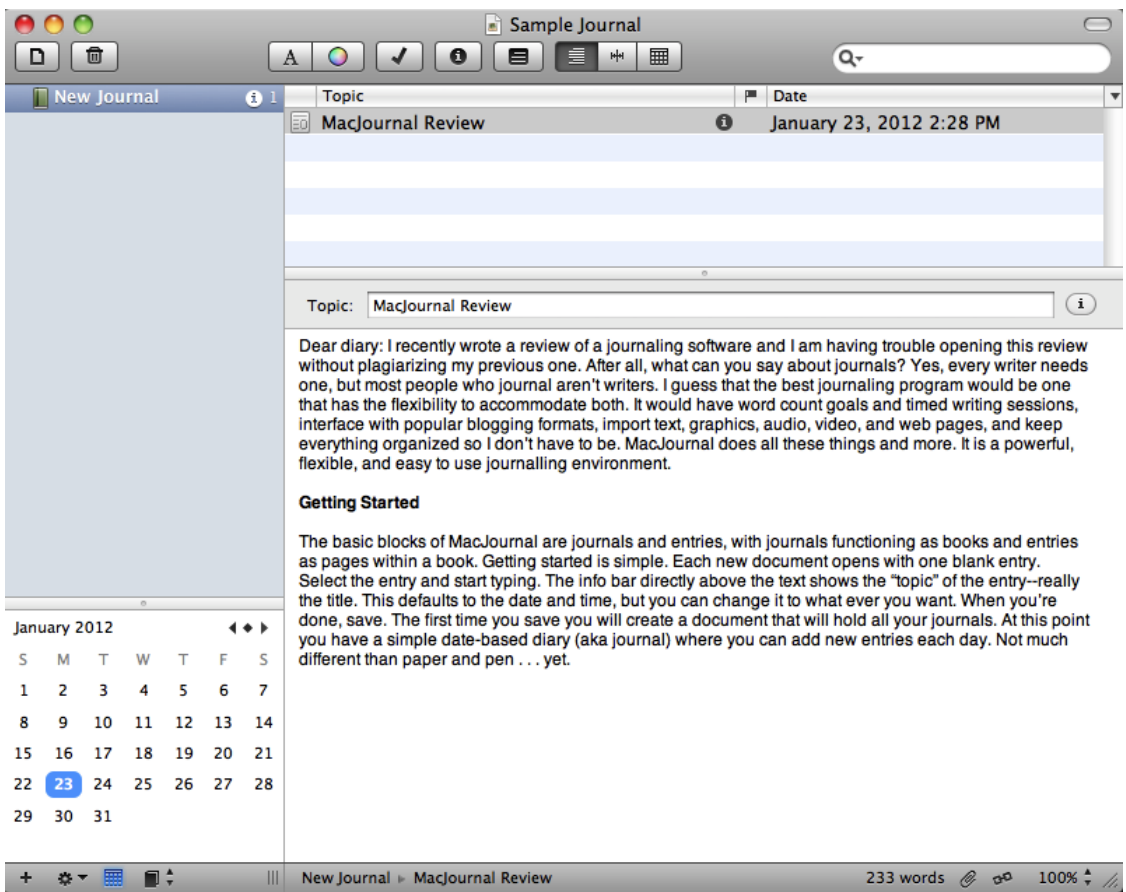 Sample Journal
New Journal 1
Topic Date
MacJournal Review January 23, 2012 2:28 PM
Topic: MacJournal Review
Dear diary: I recently wrote a review of a journaling software and I am having trouble opening this review
without plagiarizing my previous one. After all, what can you say about journals? Yes, every writer needs
one, but most people who journal aren't writers. I guess that the best journaling program would be one
that has the flexibility to accommodate both. It would have word count goals and timed writing sessions,
interface with popular blogging formats, import text, graphics, audio, video, and web pages, and keep
everything organized so I don't have to be. MacJournal does all these things and more. It is a powerful,
flexible, and easy to use journalling environment.
Getting Started
The basic blocks of MacJournal are journals and entries, with journals functioning as books and entries
as pages within a book. Getting started is simple. Each new document opens with one blank entry.
Select the entry and start typing. The info bar directly above the text shows the “topic” of the entry--really
the title. This defaults to the date and time, but you can change it to what ever you want. When you're
done, save. The first time you save you will create a document that will hold all your journals. At this point
you have a simple date-based diary (aka journal) where you can add new entries each day. Not much
different than paper and pen . . . yet.
January 2012
S M T W T F S
1 2 3 4 5 6 7
8 9 10 11 12 13 14
15 16 17 18 19 20 21
22 23 24 25 26 27 28
29 30 31
New Journal ▸ MacJournal Review 233 words 100%